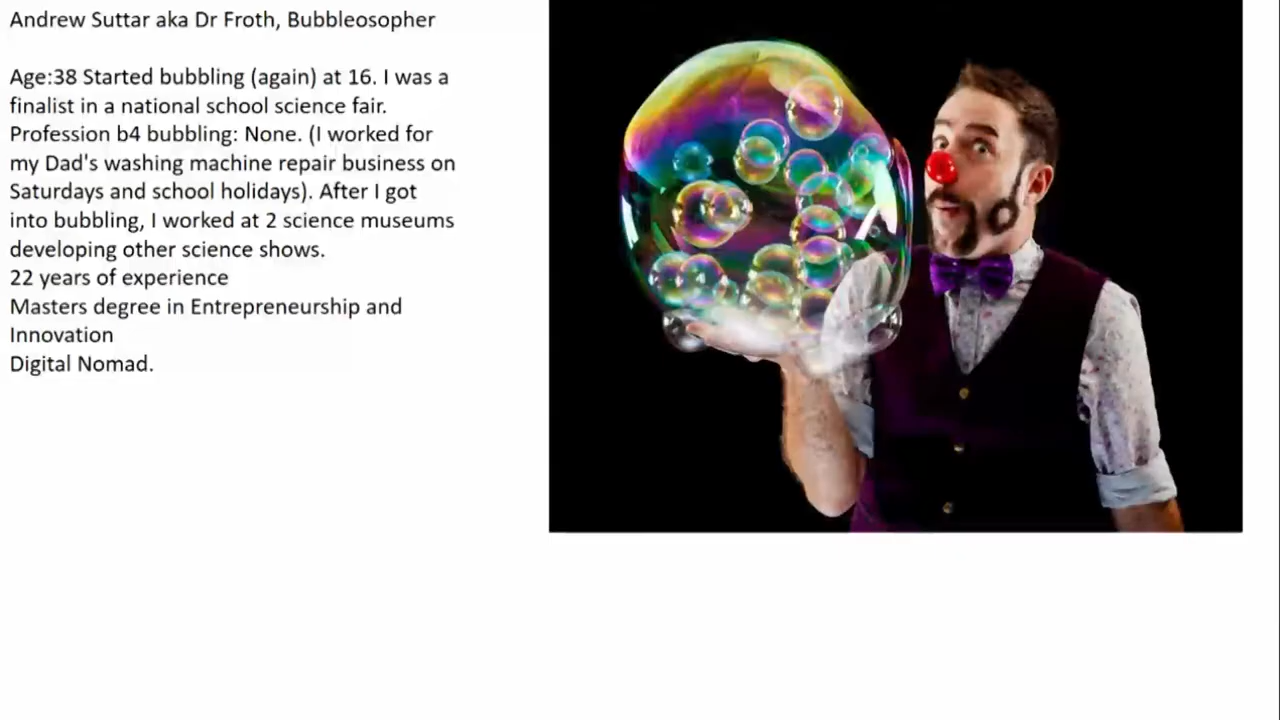 Andrew Suttar aka Dr Froth, Bubbleosopher
Age:38 Started bubbling (again) at 16. I was a
finalist in a national school science fair.
Profession b4 bubbling: None. (I worked for
my Dad's washing machine repair business on
Saturdays and school holidays). After I got
into bubbling, I worked at 2 science museums
developing other science shows.
22 years of experience
Masters degree in Entrepreneurship and
Innovation
Digital Nomad.